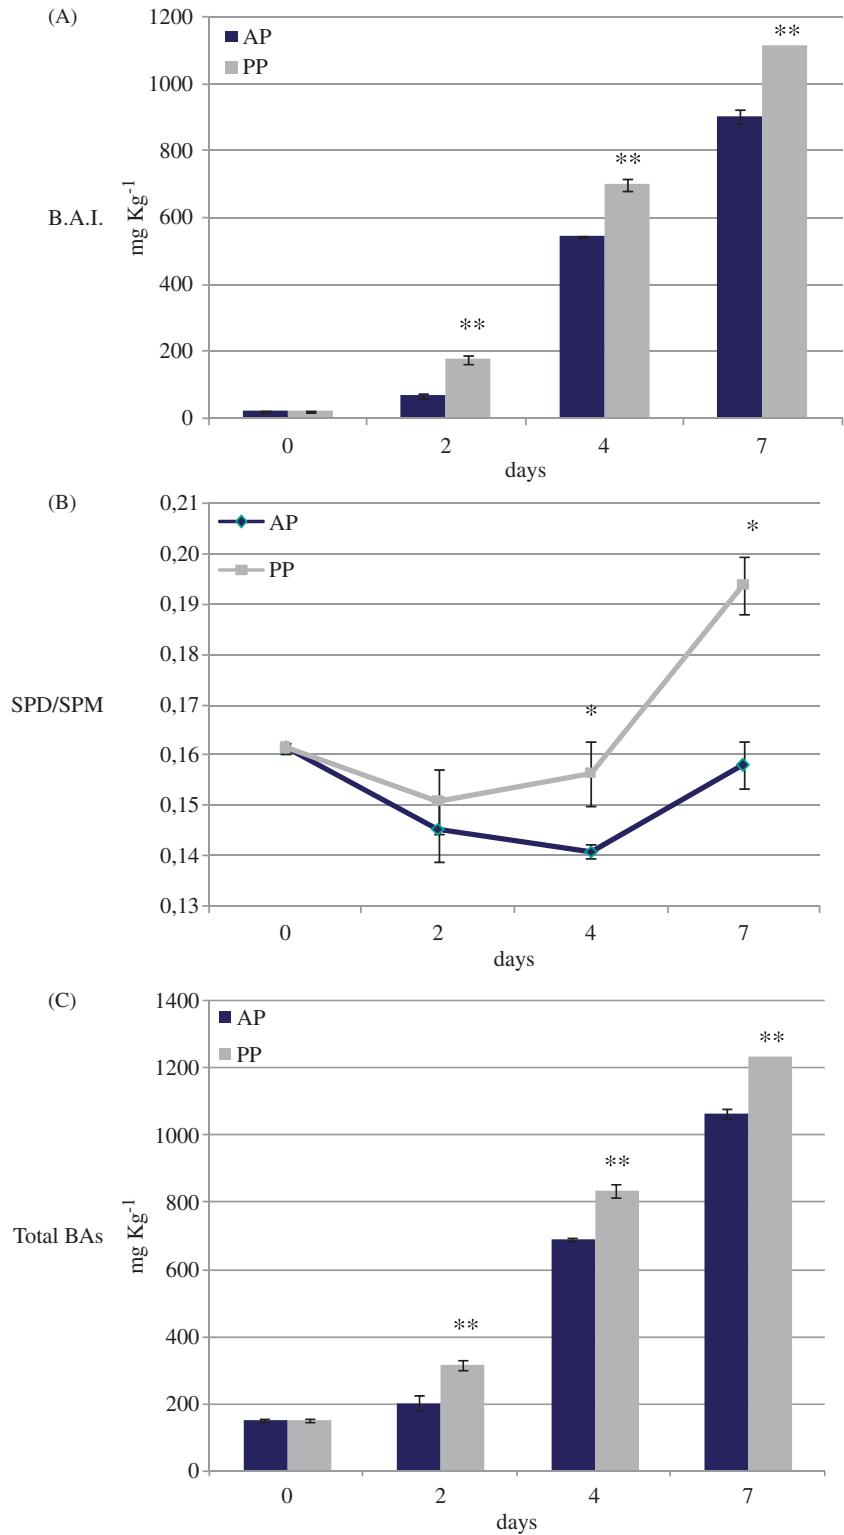 (A)
1200
AP
PP
**
1000
800
**
B.A.I.
mg Kg-1
600
400
**
200
0
0 2 4 7
days
(B)
0,21
AP
*
0,20
PP
0,19
0,18
SPD/SPM
0,17
*
0,16
0,15
0,14
0,13
0 2 4 7
days
(C)
1400
AP
PP
**
1200
1000
**
800
Total BAs
mg Kg-1
600
400
**
200
0
0 2 4 7
days